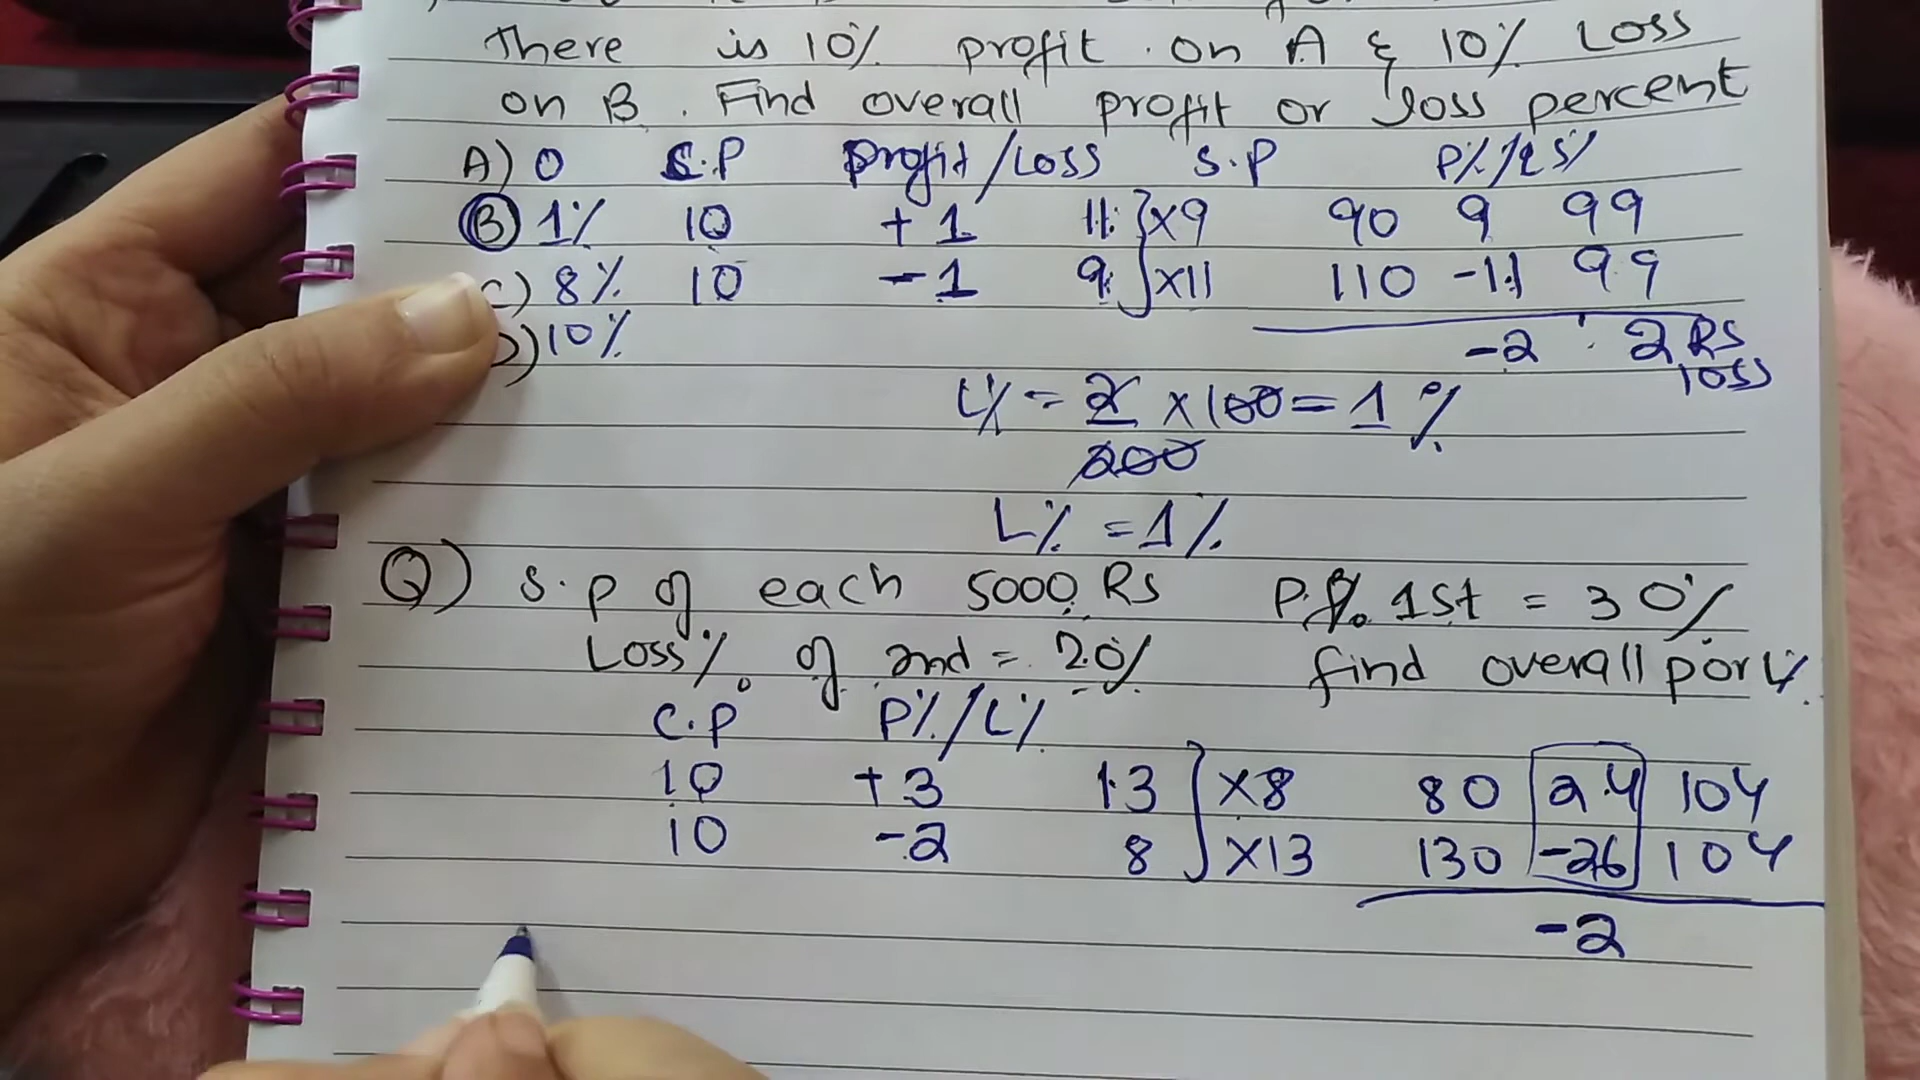 There is 10% profit on A & 10% Loss
on B. Find overall profit or loss percent
A) 0 C.P Profit/Loss S.P P%/L%
(B) 1% 10 +1 11 ×9 90 9 99
C) 8% 10 -1 9 ×11 110 -11 99
D) 10% -2 2 RS
loss
L% = 2 ×100 = 1 %
200
L% = 1%
Q) S.P of each 5000 RS P.%. 1st = 30%
Loss% of 2nd = 20% find overall P or L%.
C.P P%/L%
10 +3 13 ×8 80 24 104
10 -2 8 ×13 130 -26 104
-2